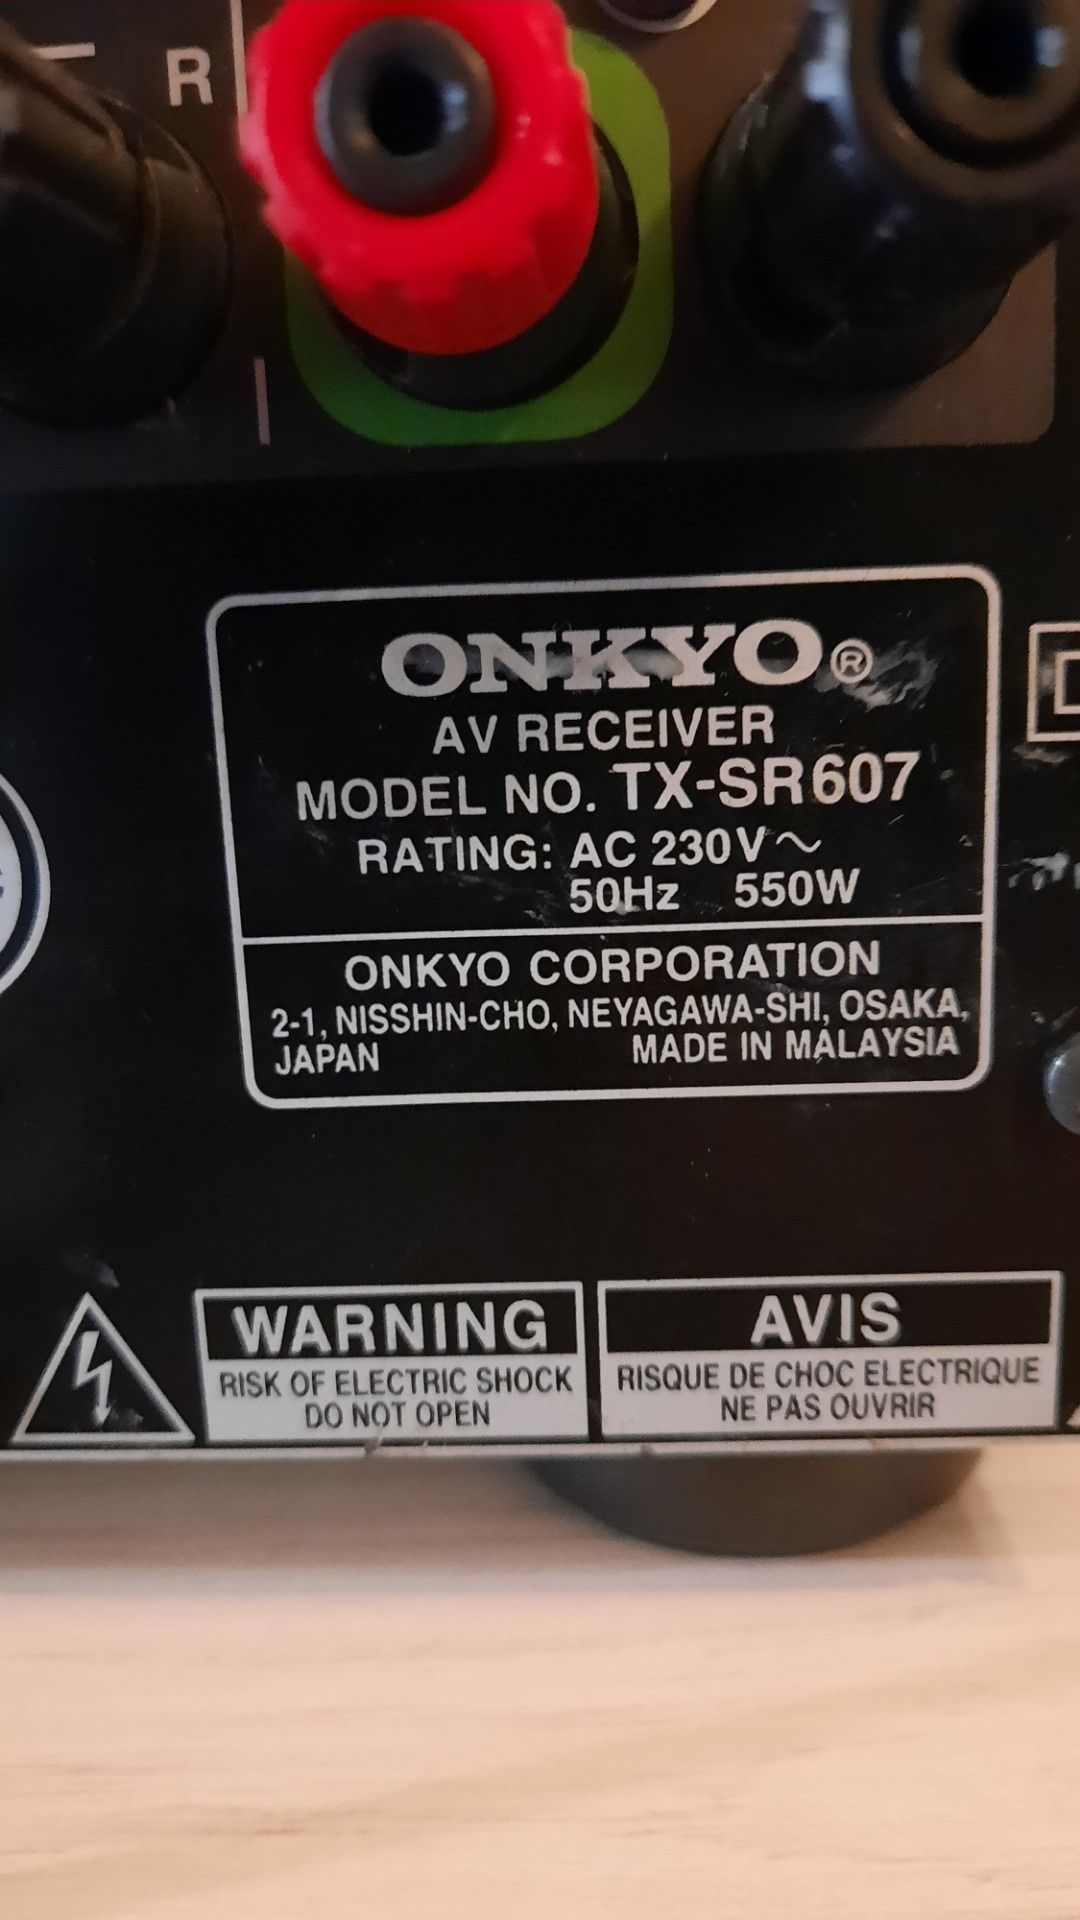 R
ONKYO®
AV RECEIVER
MODEL NO. TX-SR607
RATING: AC 230V~
50Hz 550W
ONKYO CORPORATION
2-1, NISSHIN-CHO, NEYAGAWA-SHI, OSAKA,
JAPAN MADE IN MALAYSIA
WARNING
RISK OF ELECTRIC SHOCK
DO NOT OPEN
AVIS
RISQUE DE CHOC ELECTRIQUE
NE PAS OUVRIR